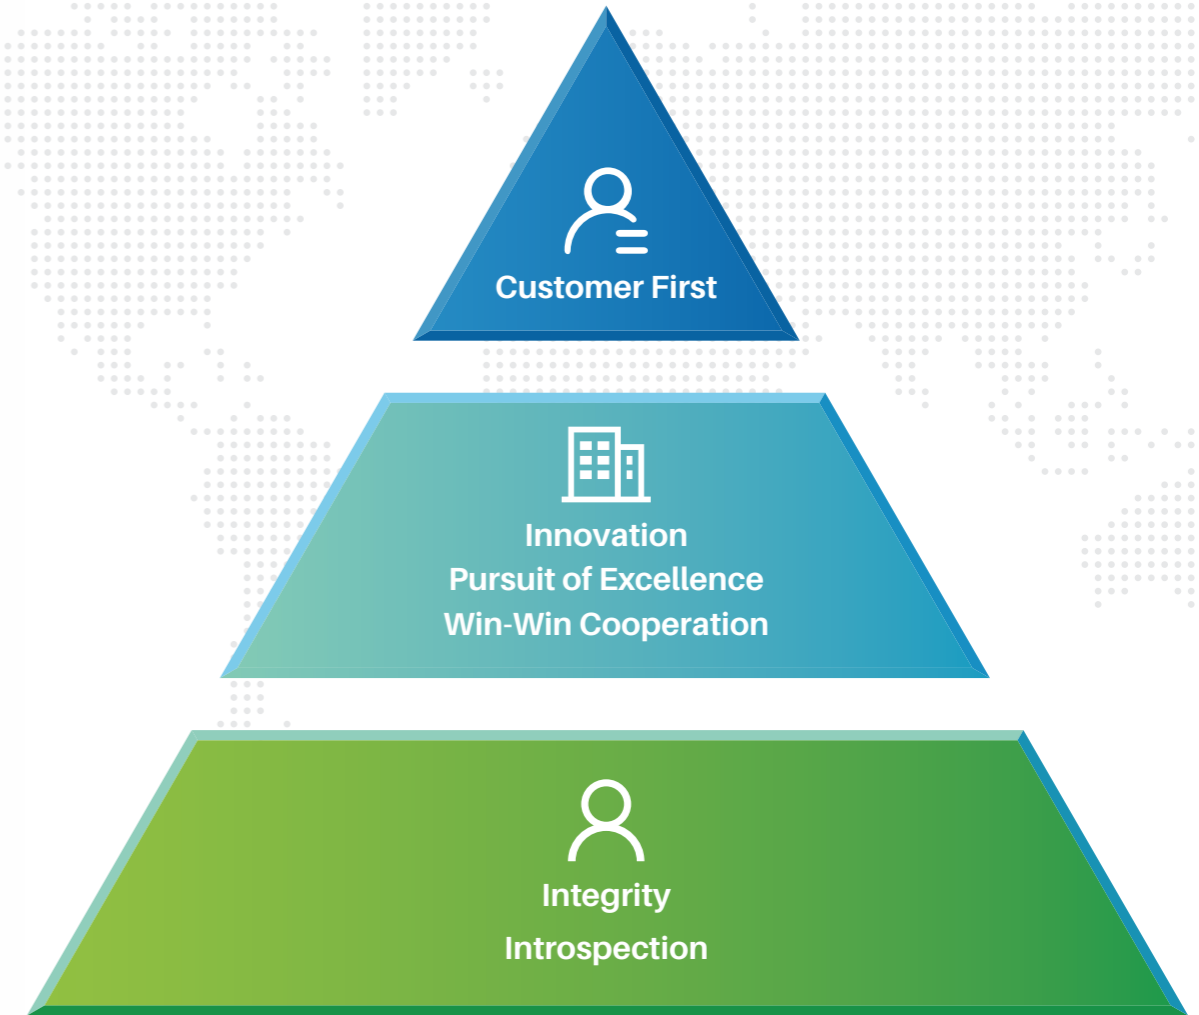 Customer First
Innovation
Pursuit of Excellence
Win-Win Cooperation
Integrity
Introspection